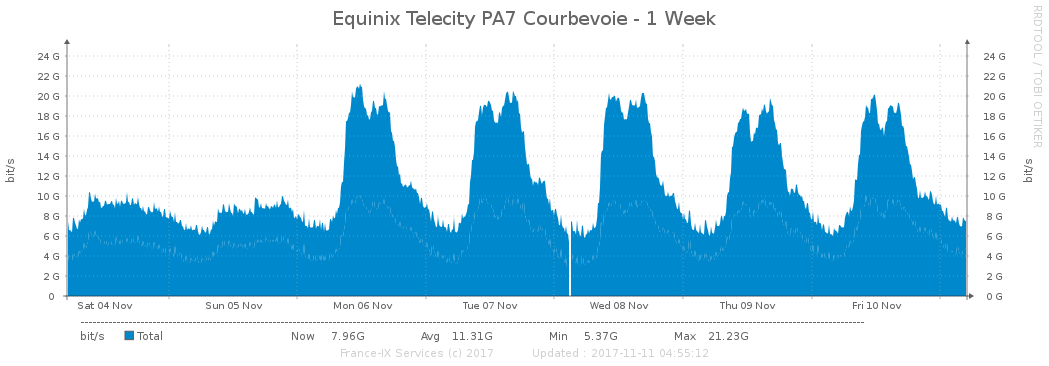 Equinix Telecity PA7 Courbevoie - 1 Week
RRDTOOL / TOBI OETIKER
bit/s
24 G 24 G
22 G 22 G
20 G 20 G
18 G 18 G
16 G 16 G
14 G 14 G
12 G 12 G
10 G 10 G
8 G 8 G
6 G 6 G
4 G 4 G
2 G 2 G
0 0 G
bit/s
Sat 04 Nov Sun 05 Nov Mon 06 Nov Tue 07 Nov Wed 08 Nov Thu 09 Nov Fri 10 Nov
bit/s Total Now 7.96G Avg 11.31G Min 5.37G Max 21.23G
France-IX Services (c) 2017 Updated : 2017-11-11 04:55:12